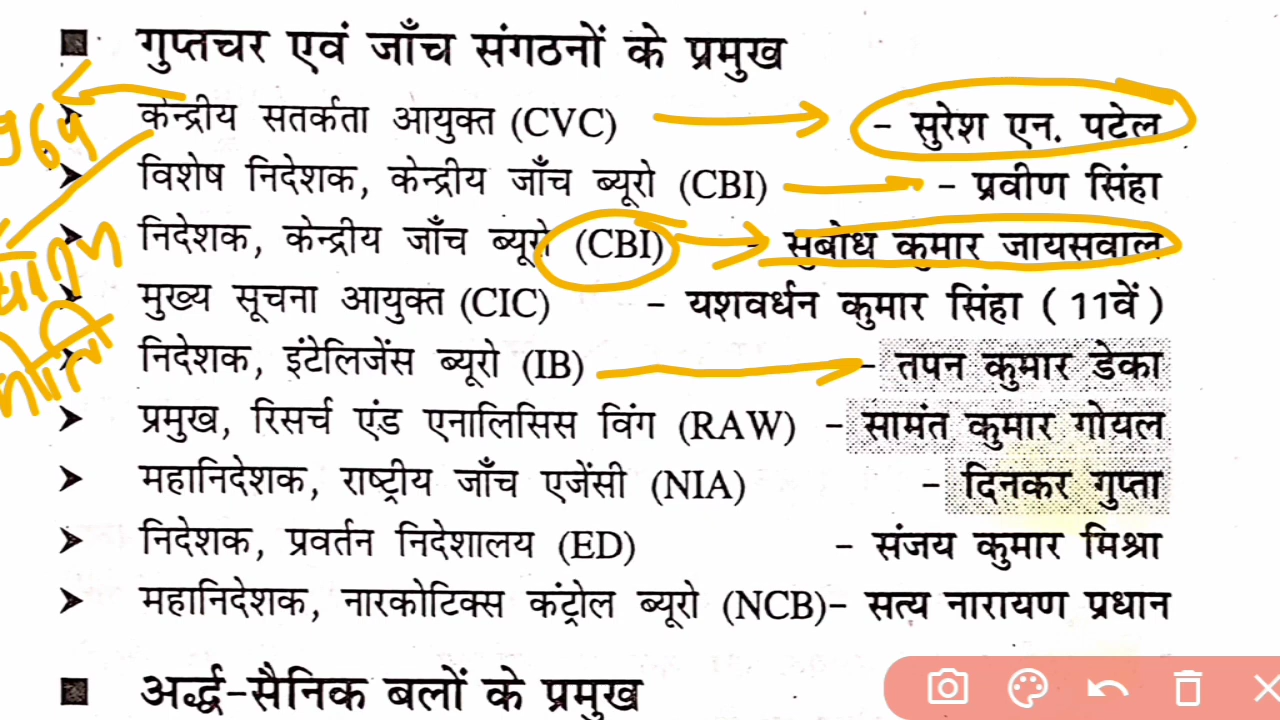 गुप्तचर एवं जाँच संगठनों के प्रमुख
केन्द्रीय सतर्कता आयुक्त (CVC) - सुरेश एन. पटेल
विशेष निदेशक, केन्द्रीय जाँच ब्यूरो (CBI) - प्रवीण सिंहा
निदेशक, केन्द्रीय जाँच ब्यूरो (CBI) - सुबोध कुमार जायसवाल
मुख्य सूचना आयुक्त (CIC) - यशवर्धन कुमार सिंहा (11वें)
निदेशक, इंटेलिजेंस ब्यूरो (IB) - तपन कुमार डेका
प्रमुख, रिसर्च एंड एनालिसिस विंग (RAW) - सामंत कुमार गोयल
महानिदेशक, राष्ट्रीय जाँच एजेंसी (NIA) - दिनकर गुप्ता
निदेशक, प्रवर्तन निदेशालय (ED) - संजय कुमार मिश्रा
महानिदेशक, नारकोटिक्स कंट्रोल ब्यूरो (NCB)- सत्य नारायण प्रधान
अर्द्ध-सैनिक बलों के प्रमुख